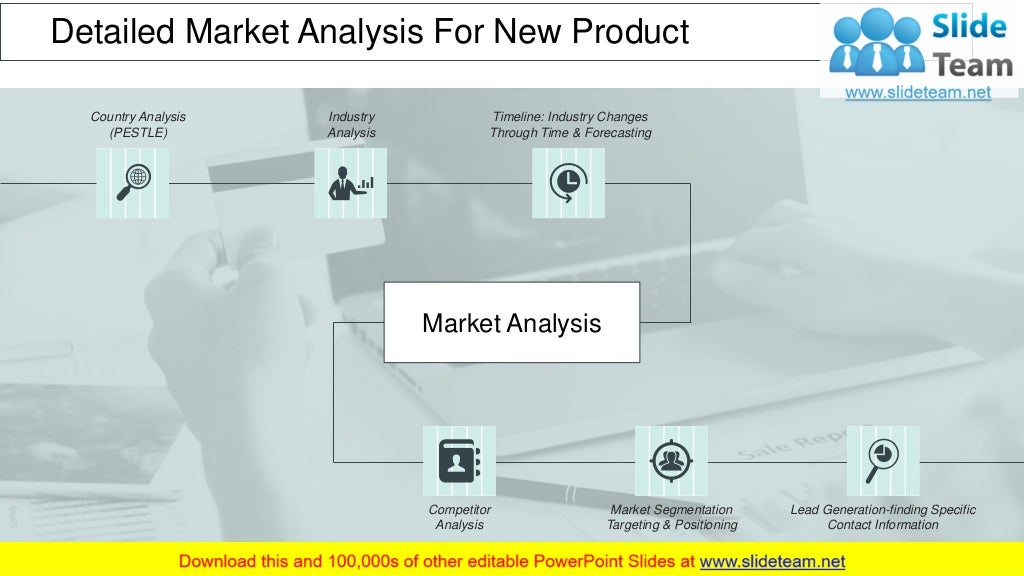 Detailed Market Analysis For New Product
Slide
Team
www.slideteam.net
Country Analysis
(PESTLE)
Industry
Analysis
Timeline: Industry Changes
Through Time & Forecasting
Market Analysis
Sale Report
Competitor
Analysis
Market Segmentation
Targeting & Positioning
Lead Generation-finding Specific
Contact Information
Download this and 100,000s of other editable PowerPoint Slides at www.slideteam.net